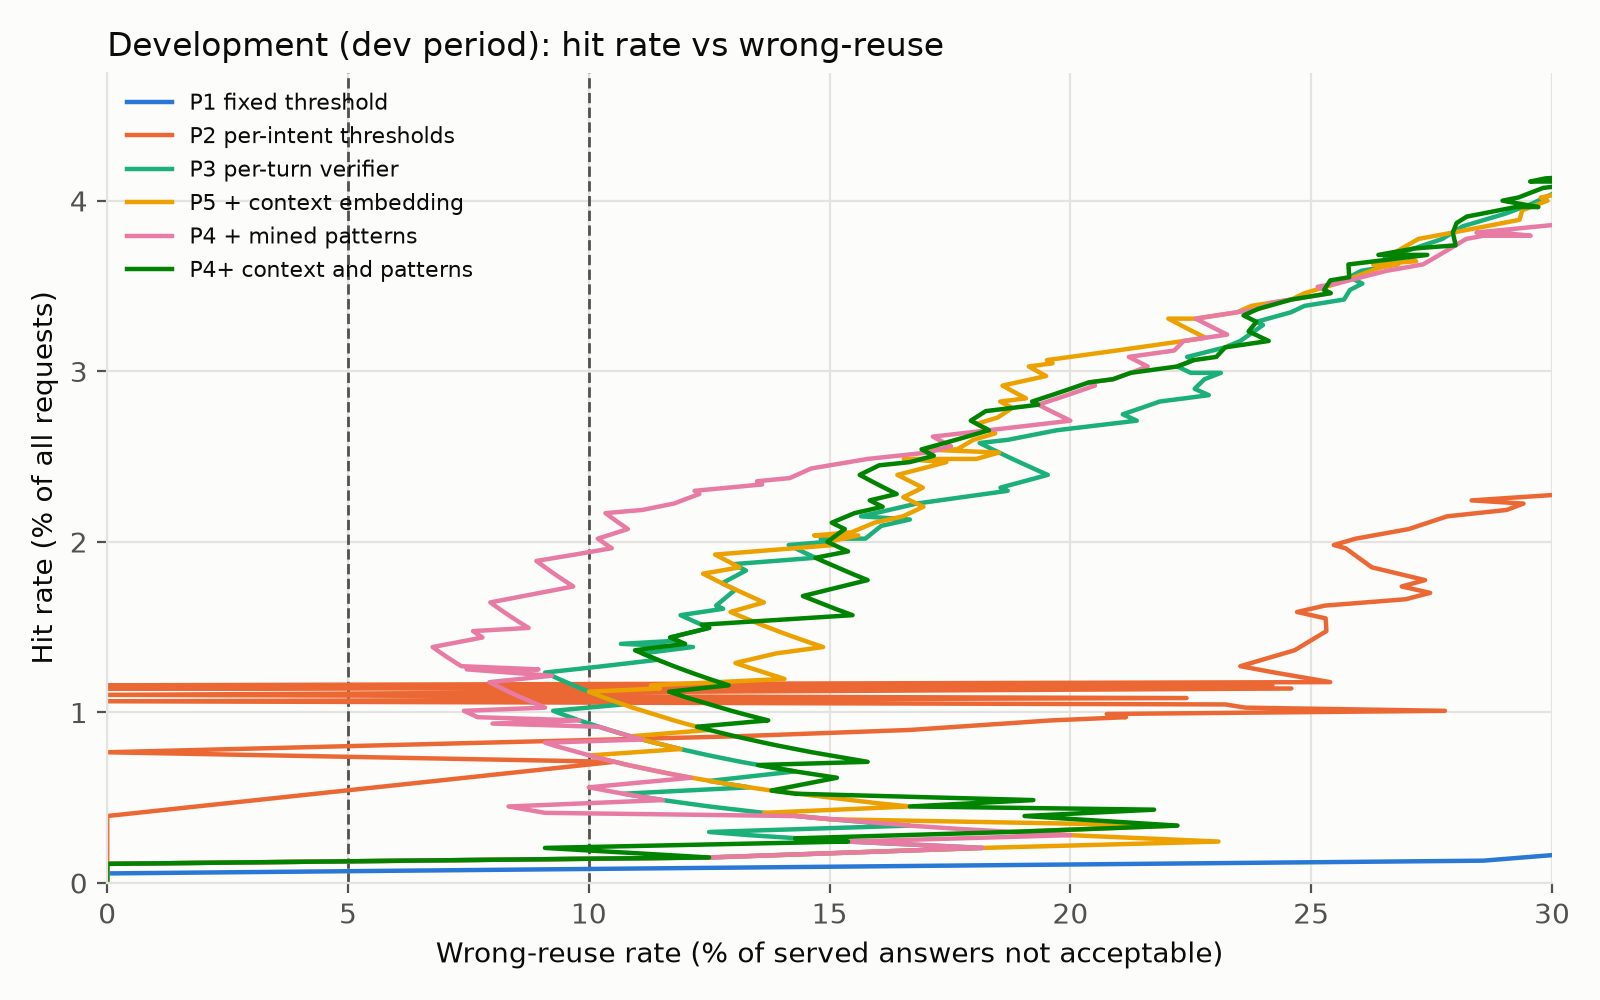 Development (dev period): hit rate vs wrong-reuse
P1 fixed threshold
P2 per-intent thresholds
P3 per-turn verifier
P5 + context embedding
P4 + mined patterns
P4+ context and patterns
Hit rate (% of all requests)
4
3
2
1
0
0 5 10 15 20 25 30
Wrong-reuse rate (% of served answers not acceptable)